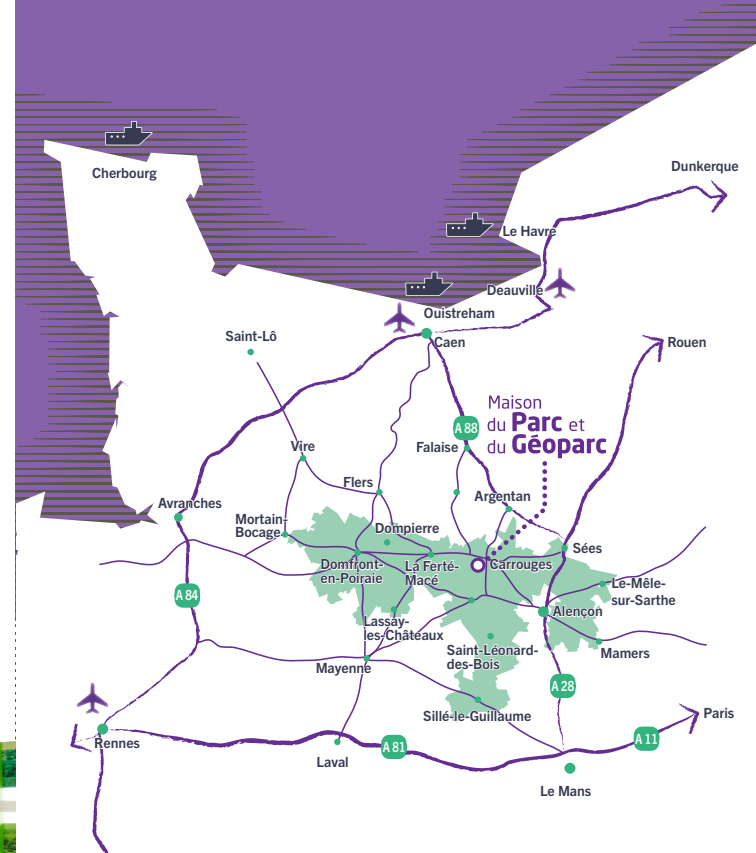 Dunkerque
Cherbourg
Le Havre
Deauville
Ouistreham
Saint-Lô
Caen
Rouen
Maison
du Parc et
du Géoparc
A 88
Vire
Falaise
Flers
Argentan
Avranches
Mortain-
Bocage
Dompierre
Sées
Domfront-
en-Poiraie
La Ferté-
Macé
Carrouges
Le-Mêle-
sur-Sarthe
A 84
Alençon
Lassay-
les-Châteaux
Saint-Léonard-
des-Bois
Mamers
Mayenne
A 28
Sillé-le-Guillaume
Paris
Rennes
A 81
A 11
Laval
Le Mans